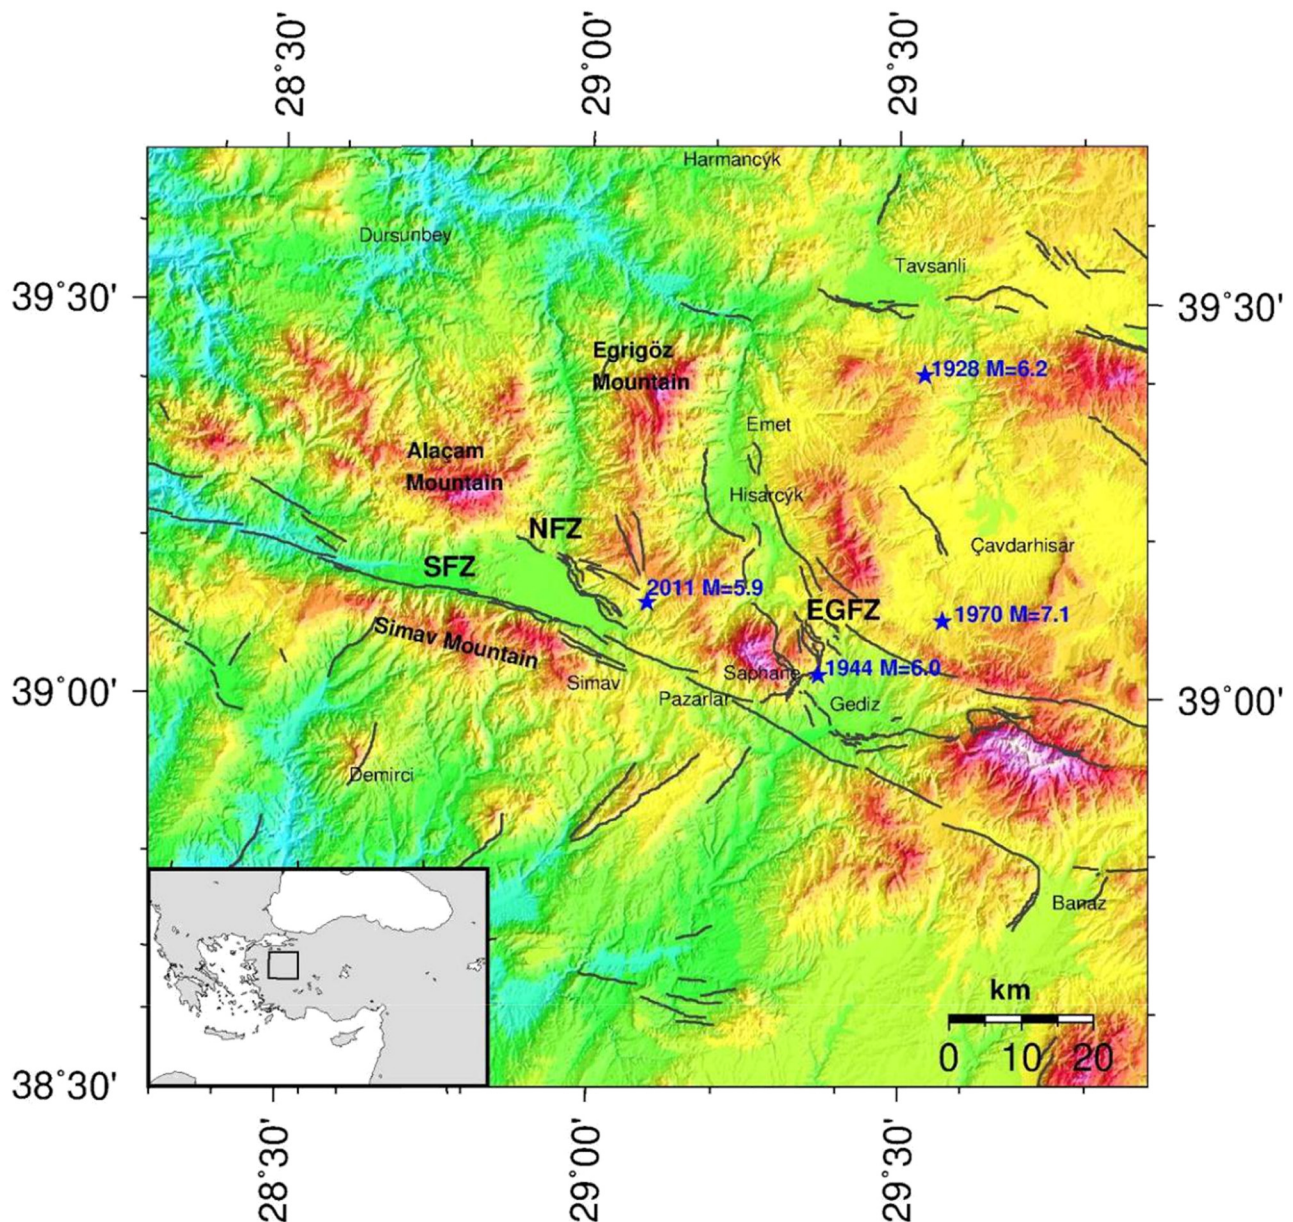 28°30'
29°00'
29°30'
Harmancýk
Dursunbey
Tavsanli
39°30'
39°30'
Egrigöz
Mountain
1928 M=6.2
Emet
Alaçam
Mountain
Hisarcýk
NFZ
Çavdarhisar
SFZ
2011 M=5.9
EGFZ
1970 M=7.1
Simav Mountain
Saphane
1944 M=6.0
Simav
Pazarlar
Gediz
39°00'
39°00'
Demirci
Banaz
km
0 10 20
38°30'
28°30'
29°00'
29°30'